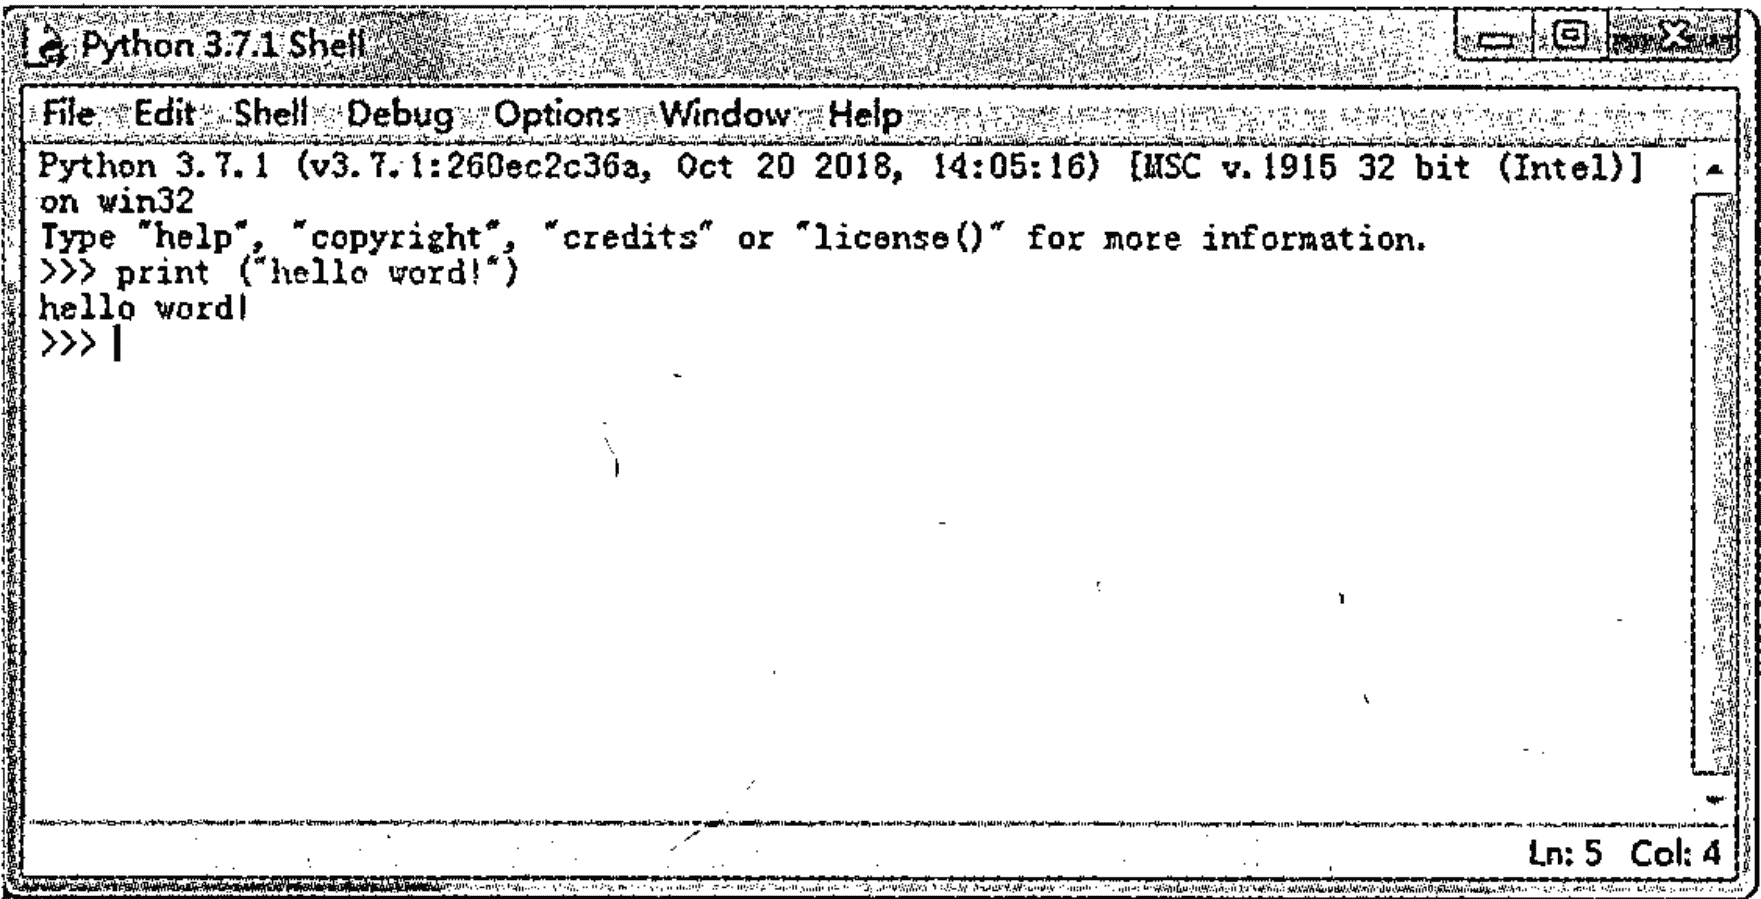 Python 3.7.1 Shell
File Edit Shell Debug Options Window Help
Python 3.7.1 (v3.7.1:260ec2c36a, Oct 20 2018, 14:05:16) [MSC v.1915 32 bit (Intel)]
on win32
Type "help", "copyright", "credits" or "license()" for more information.
>>> print ("hello word!")
hello word!
>>>
Ln: 5 Col: 4